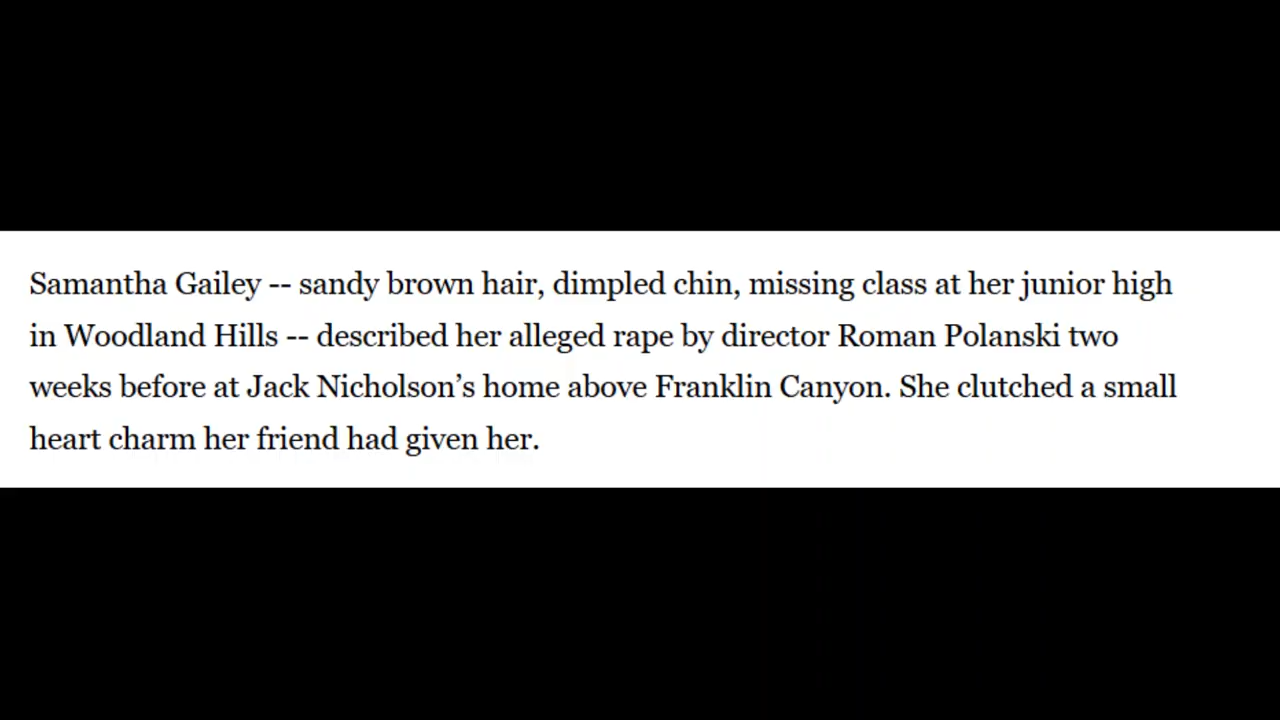 Samantha Gailey -- sandy brown hair, dimpled chin, missing class at her junior high
in Woodland Hills -- described her alleged rape by director Roman Polanski two
weeks before at Jack Nicholson’s home above Franklin Canyon. She clutched a small
heart charm her friend had given her.